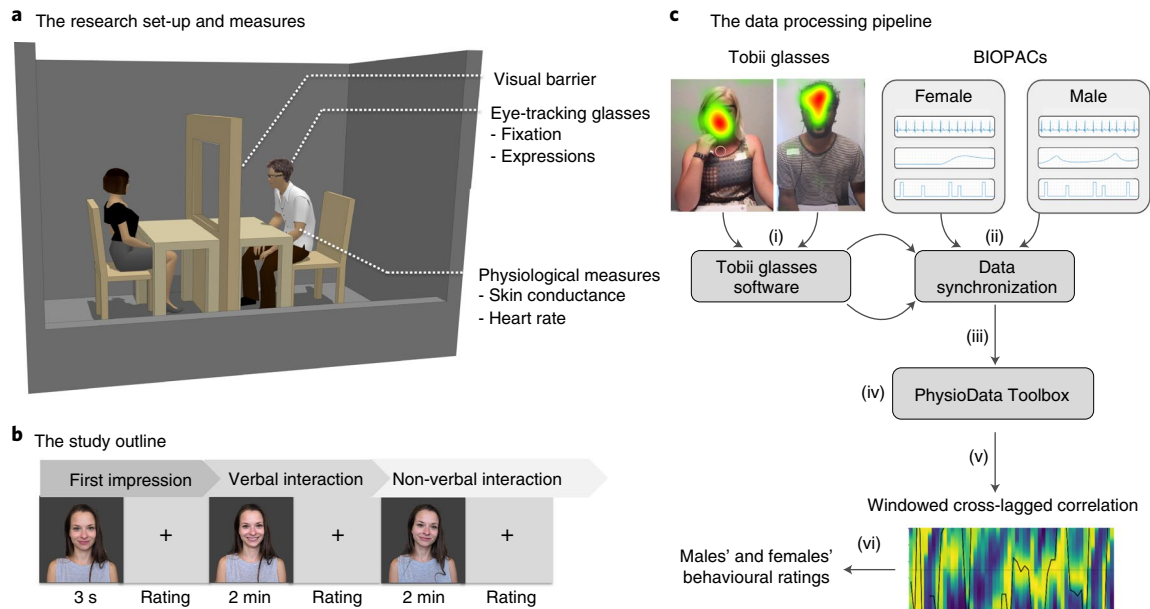 a The research set-up and measures
Visual barrier
Eye-tracking glasses
- Fixation
- Expressions
Physiological measures
- Skin conductance
- Heart rate
b The study outline
First impression
Verbal interaction
Non-verbal interaction
+
+
+
3 s
Rating
2 min
Rating
2 min
Rating
c The data processing pipeline
Tobii glasses
BIOPACs
Female
Male
(i)
(ii)
Tobii glasses
software
Data
synchronization
(iii)
(iv)
PhysioData Toolbox
(v)
Windowed cross-lagged correlation
(vi)
Males' and females'
behavioural ratings